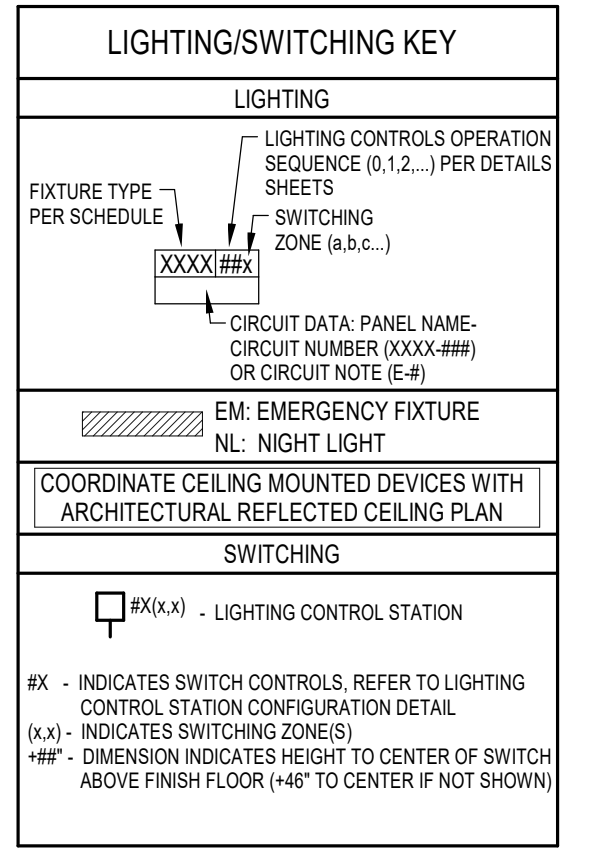 LIGHTING/SWITCHING KEY
LIGHTING
LIGHTING CONTROLS OPERATION
SEQUENCE (0,1,2,...) PER DETAILS
SHEETS
FIXTURE TYPE
PER SCHEDULE
SWITCHING
ZONE (a,b,c...)
XXXX ##x
CIRCUIT DATA: PANEL NAME-
CIRCUIT NUMBER (XXXX-###)
OR CIRCUIT NOTE (E-#)
EM: EMERGENCY FIXTURE
NL: NIGHT LIGHT
COORDINATE CEILING MOUNTED DEVICES WITH
ARCHITECTURAL REFLECTED CEILING PLAN
SWITCHING
#X(x,x) - LIGHTING CONTROL STATION
#X - INDICATES SWITCH CONTROLS, REFER TO LIGHTING
CONTROL STATION CONFIGURATION DETAIL
(x,x) - INDICATES SWITCHING ZONE(S)
+##" - DIMENSION INDICATES HEIGHT TO CENTER OF SWITCH
ABOVE FINISH FLOOR (+46" TO CENTER IF NOT SHOWN)